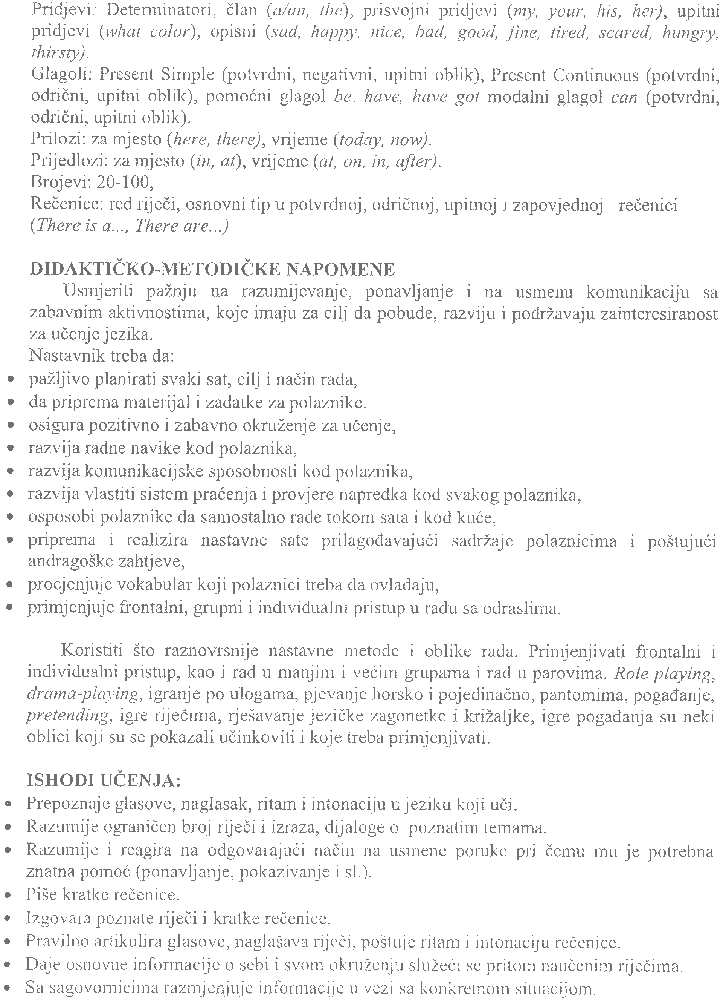 Pridjevi: Determinatori, član (a/an, the), prisvojni pridjevi (my, your, his, her), upitni
pridjevi (what color), opisni (sad, happy, nice, bad, good, fine, tired, scared, hungry,
thirsty).
Glagoli: Present Simple (potvrdni, negativni, upitni oblik), Present Continuous (potvrdni,
odrični, upitni oblik), pomoćni glagol be. have, have got modalni glagol can (potvrdni,
odrični, upitni oblik).
Prilozi: za mjesto (here, there), vrijeme (today, now).
Prijedlozi: za mjesto (in, at), vrijeme (at, on, in, after).
Brojevi: 20-100,
Rečenice: red riječi, osnovni tip u potvrdnoj, odričnoj, upitnoj i zapovjednoj rečenici
(There is a..., There are...)
DIDAKTIČKO-METODIČKE NAPOMENE
Usmjeriti pažnju na razumijevanje, ponavljanje i na usmenu komunikaciju sa
zabavnim aktivnostima, koje imaju za cilj da pobude, razviju i podržavaju zainteresiranost
za učenje jezika.
Nastavnik treba da:
• pažljivo planirati svaki sat, cilj i način rada,
• da priprema materijal i zadatke za polaznike.
• osigura pozitivno i zabavno okruženje za učenje,
• razvija radne navike kod polaznika,
• razvija komunikacijske sposobnosti kod polaznika,
• razvija vlastiti sistem praćenja i provjere napredka kod svakog polaznika,
• osposobi polaznike da samostalno rade tokom sata i kod kuće,
• priprema i realizira nastavne sate prilagođavajući sadržaje polaznicima i poštujući
andragoške zahtjeve,
• procjenjuje vokabular koji polaznici treba da ovladaju,
• primjenjuje frontalni, grupni i individualni pristup u radu sa odraslima.
Koristiti što raznovrsnije nastavne metode i oblike rada. Primjenjivati frontalni i
individualni pristup, kao i rad u manjim i većim grupama i rad u parovima. Role playing,
drama-playing, igranje po ulogama, pjevanje horsko i pojedinačno, pantomima, pogađanje,
pretending, igre riječima, rješavanje jezičke zagonetke i križaljke, igre pogađanja su neki
oblici koji su se pokazali učinkoviti i koje treba primjenjivati.
ISHODI UČENJA:
• Prepoznaje glasove, naglasak, ritam i intonaciju u jeziku koji uči.
• Razumije ograničen broj riječi i izraza, dijaloge o poznatim temama.
• Razumije i reagira na odgovarajući način na usmene poruke pri čemu mu je potrebna
znatna pomoć (ponavljanje, pokazivanje i sl.).
• Piše kratke rečenice.
• Izgovara poznate riječi i kratke rečenice.
• Pravilno artikulira glasove, naglašava riječi, poštuje ritam i intonaciju rečenice.
• Daje osnovne informacije o sebi i svom okruženju služeći se pritom naučenim riječima.
• Sa sagovornicima razmjenjuje informacije u vezi sa konkretnom situacijom.